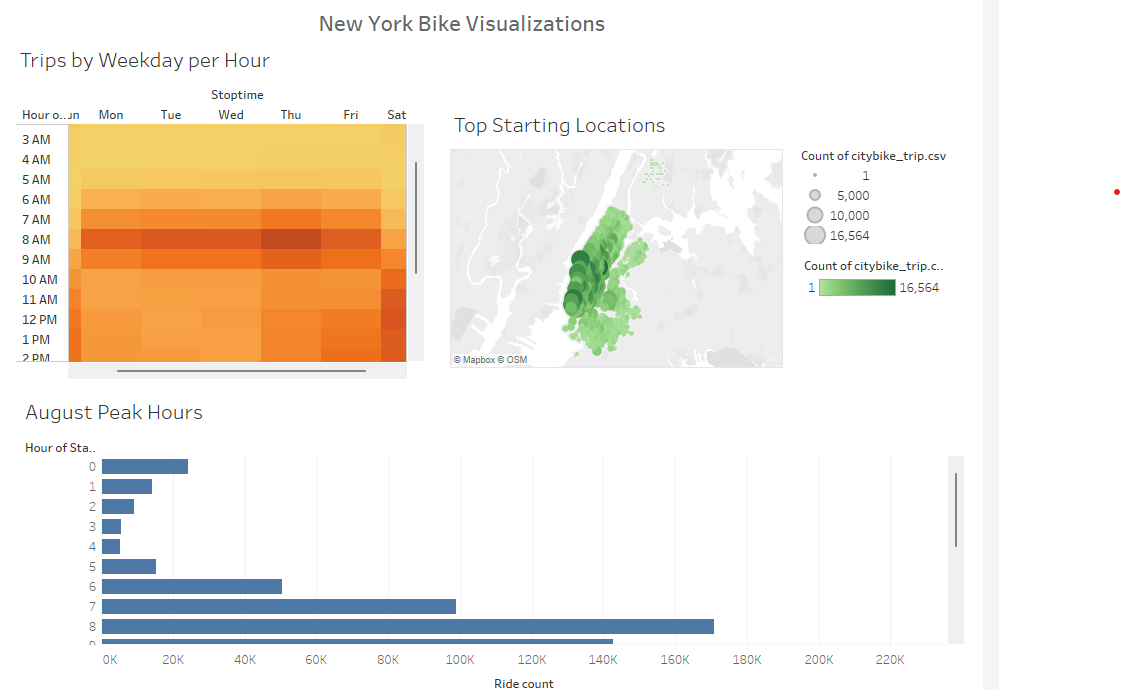 New York Bike Visualizations
Trips by Weekday per Hour
Stoptime
Hour o.. un Mon Tue Wed Thu Fri Sat
3 AM
4 AM
5 AM
6 AM
7 AM
8 AM
9 AM
10 AM
11 AM
12 PM
1 PM
2 PM
Top Starting Locations
© Mapbox © OSM
Count of citybike_trip.csv
1
5,000
10,000
16,564
Count of citybike_trip.c..
1 16,564
August Peak Hours
Hour of Sta..
0
1
2
3
4
5
6
7
8
9
0K 20K 40K 60K 80K 100K 120K 140K 160K 180K 200K 220K
Ride count